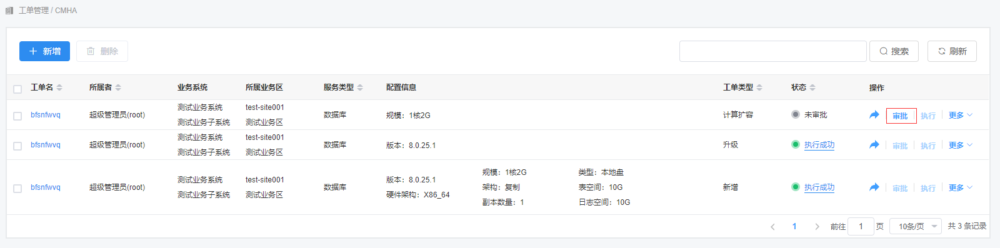 工单管理 / CMHA
新增 删除 搜索 刷新
工单名 所属者 业务系统 所属业务区 服务类型 配置信息 工单类型 状态 操作
bfsnfwvq 超级管理员(root) 测试业务系统 test-site001 数据库 规模：1核2G 计算扩容 未审批 审批 执行 更多
测试业务子系统 测试业务区
bfsnfwvq 超级管理员(root) 测试业务系统 test-site001 数据库 版本：8.0.25.1 升级 执行成功 审批 执行 更多
测试业务子系统 测试业务区
规模：1核2G 类型：本地盘
bfsnfwvq 超级管理员(root) 测试业务系统 test-site001 数据库 版本：8.0.25.1 架构：复制 表空间：10G 新增 执行成功 审批 执行 更多
测试业务子系统 测试业务区 硬件架构：X86_64
副本数量：1 日志空间：10G
1 前往 1 页 10条/页 共 3 条记录